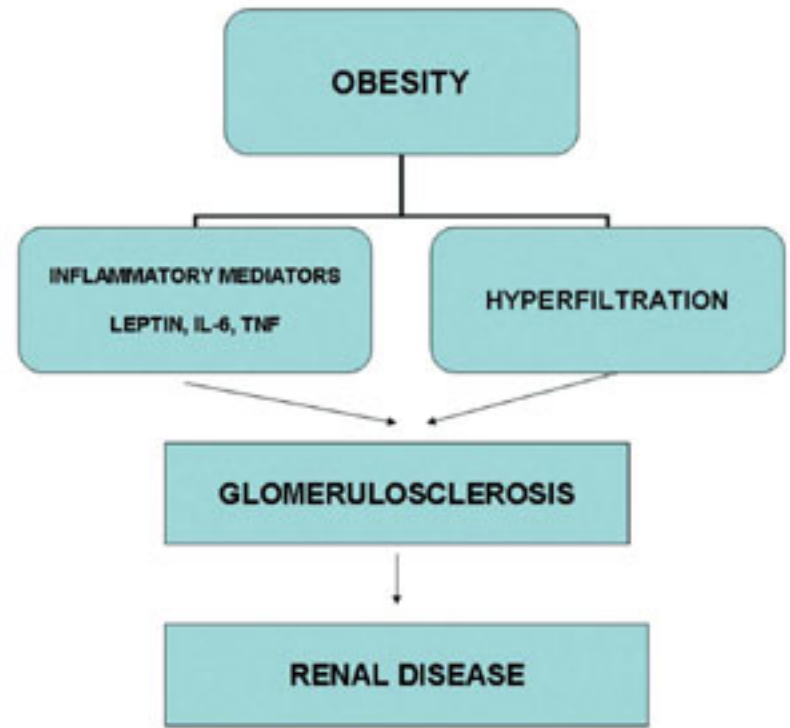 OBESITY
INFLAMMATORY MEDIATORS
LEPTIN, IL-6, TNF
HYPERFILTRATION
GLOMERULOSCLEROSIS
RENAL DISEASE